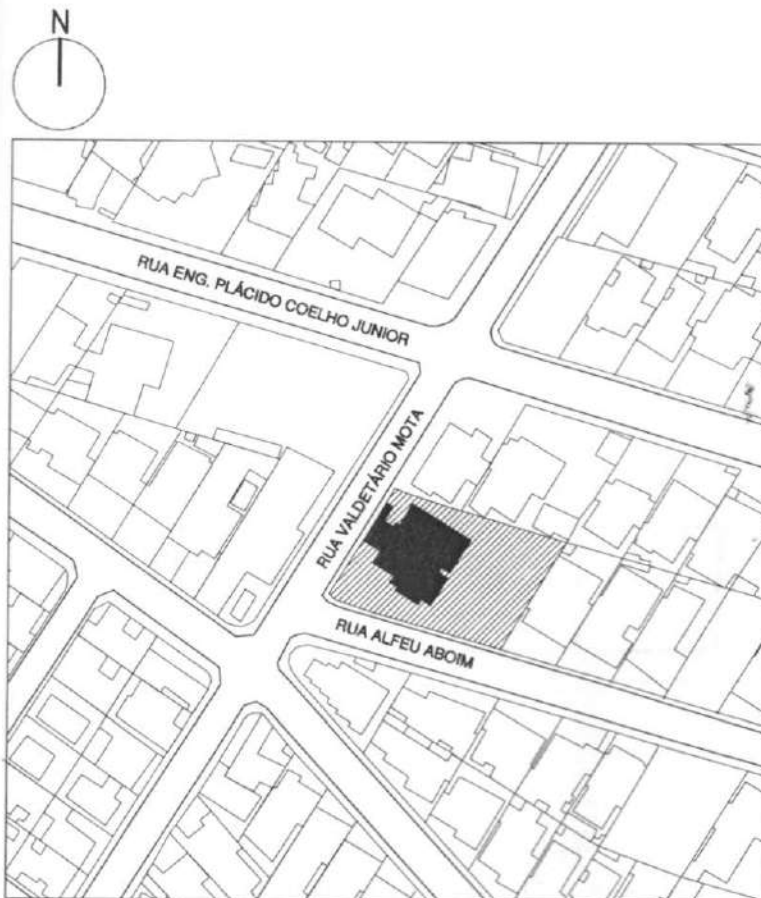 N
RUA ENG. PLÁCIDO COELHO JUNIOR
RUA VALDETÁRIO MOTA
RUA ALFEU ABOIM